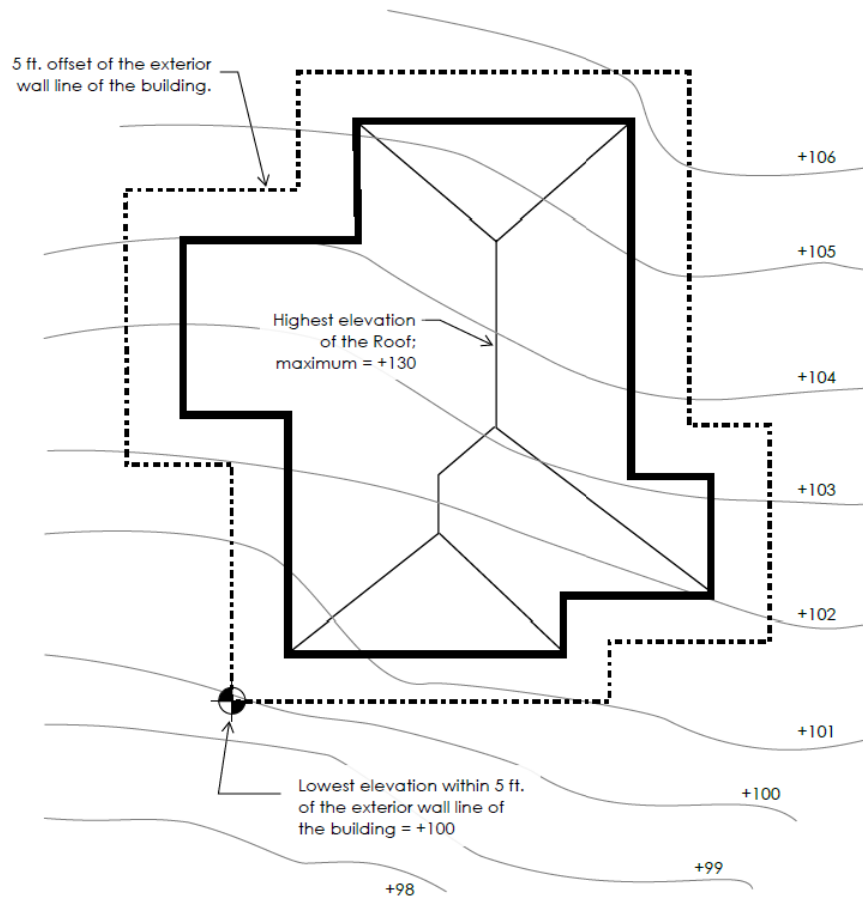 5 ft. offset of the exterior
wall line of the building.
+106
+105
Highest elevation
of the Roof;
maximum = +130
+104
+103
+102
+101
Lowest elevation within 5 ft.
of the exterior wall line of
the building = +100
+100
+99
+98